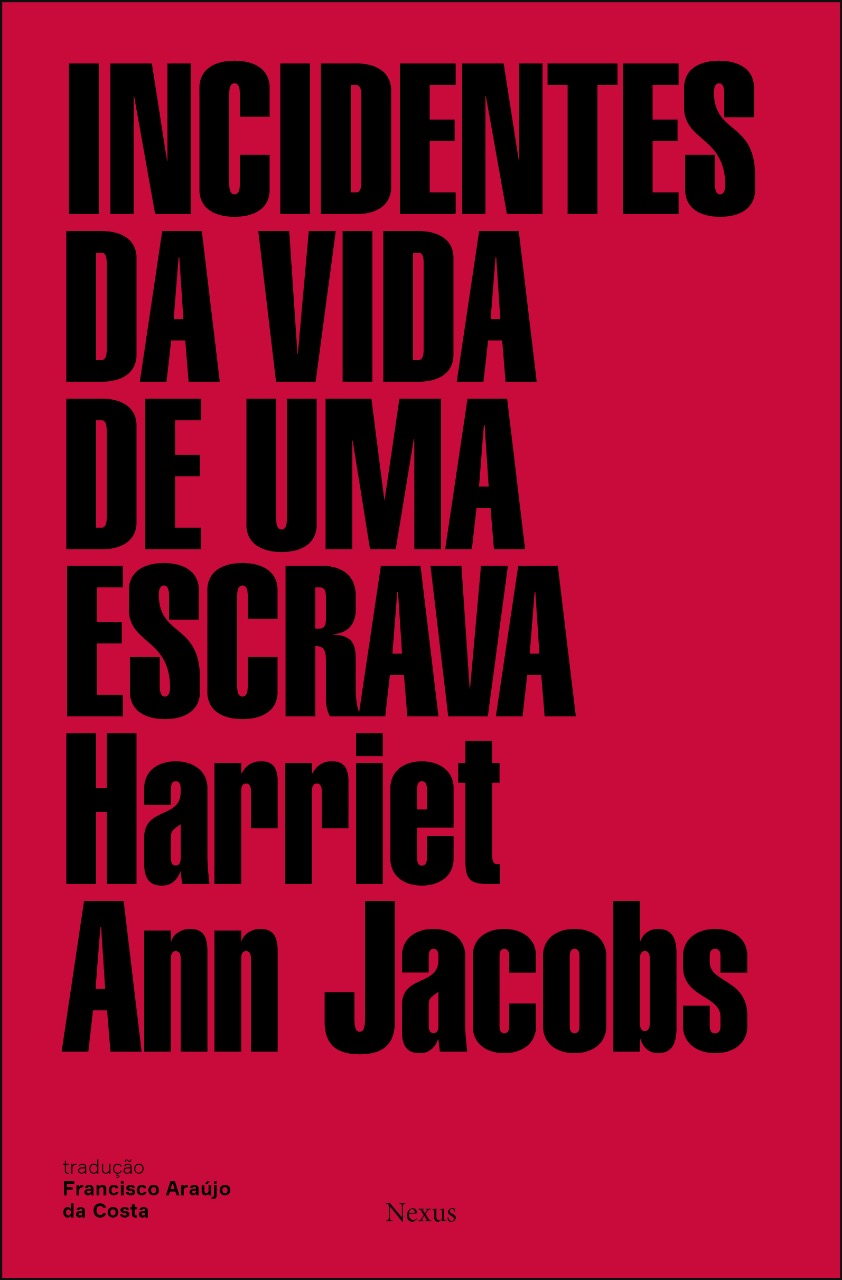 INCIDENTES
DA VIDA
DE UMA
ESCRAVA
Harriet
Ann Jacobs
tradução
Francisco Araújo
da Costa
Nexus